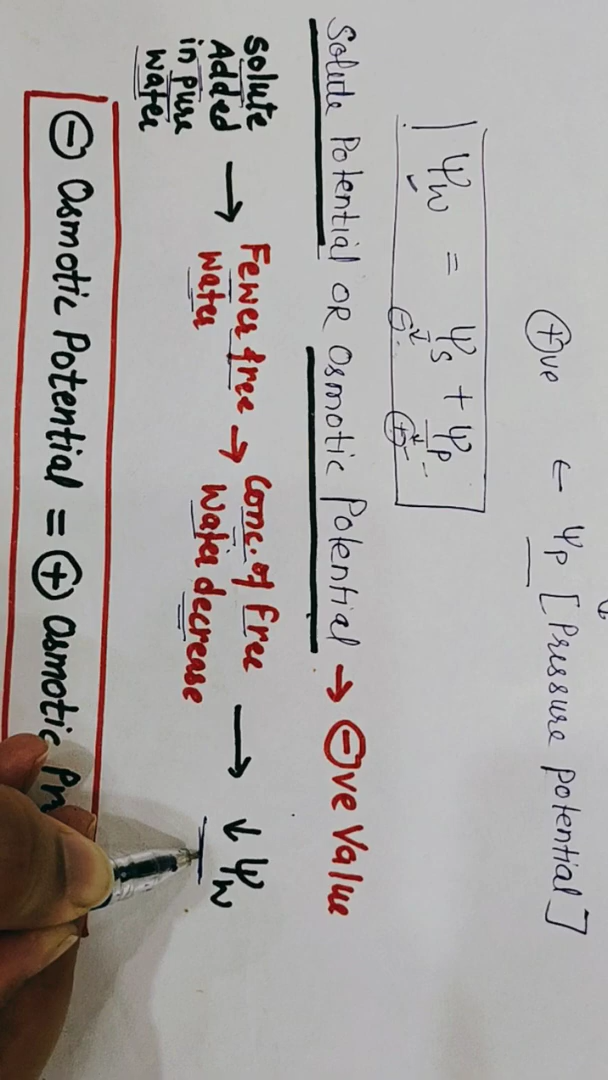 ⊕ve ← Ψp [Pressure potential]
Ψw = Ψs + Ψp
⊖ ⊕
Solute Potential OR Osmotic Potential → ⊖ve Value
Solute Added in pure water → Fewer free water → Conc. of free water decrease → ↓ Ψw
⊖ Osmotic Potential = ⊕ Osmotic Pr